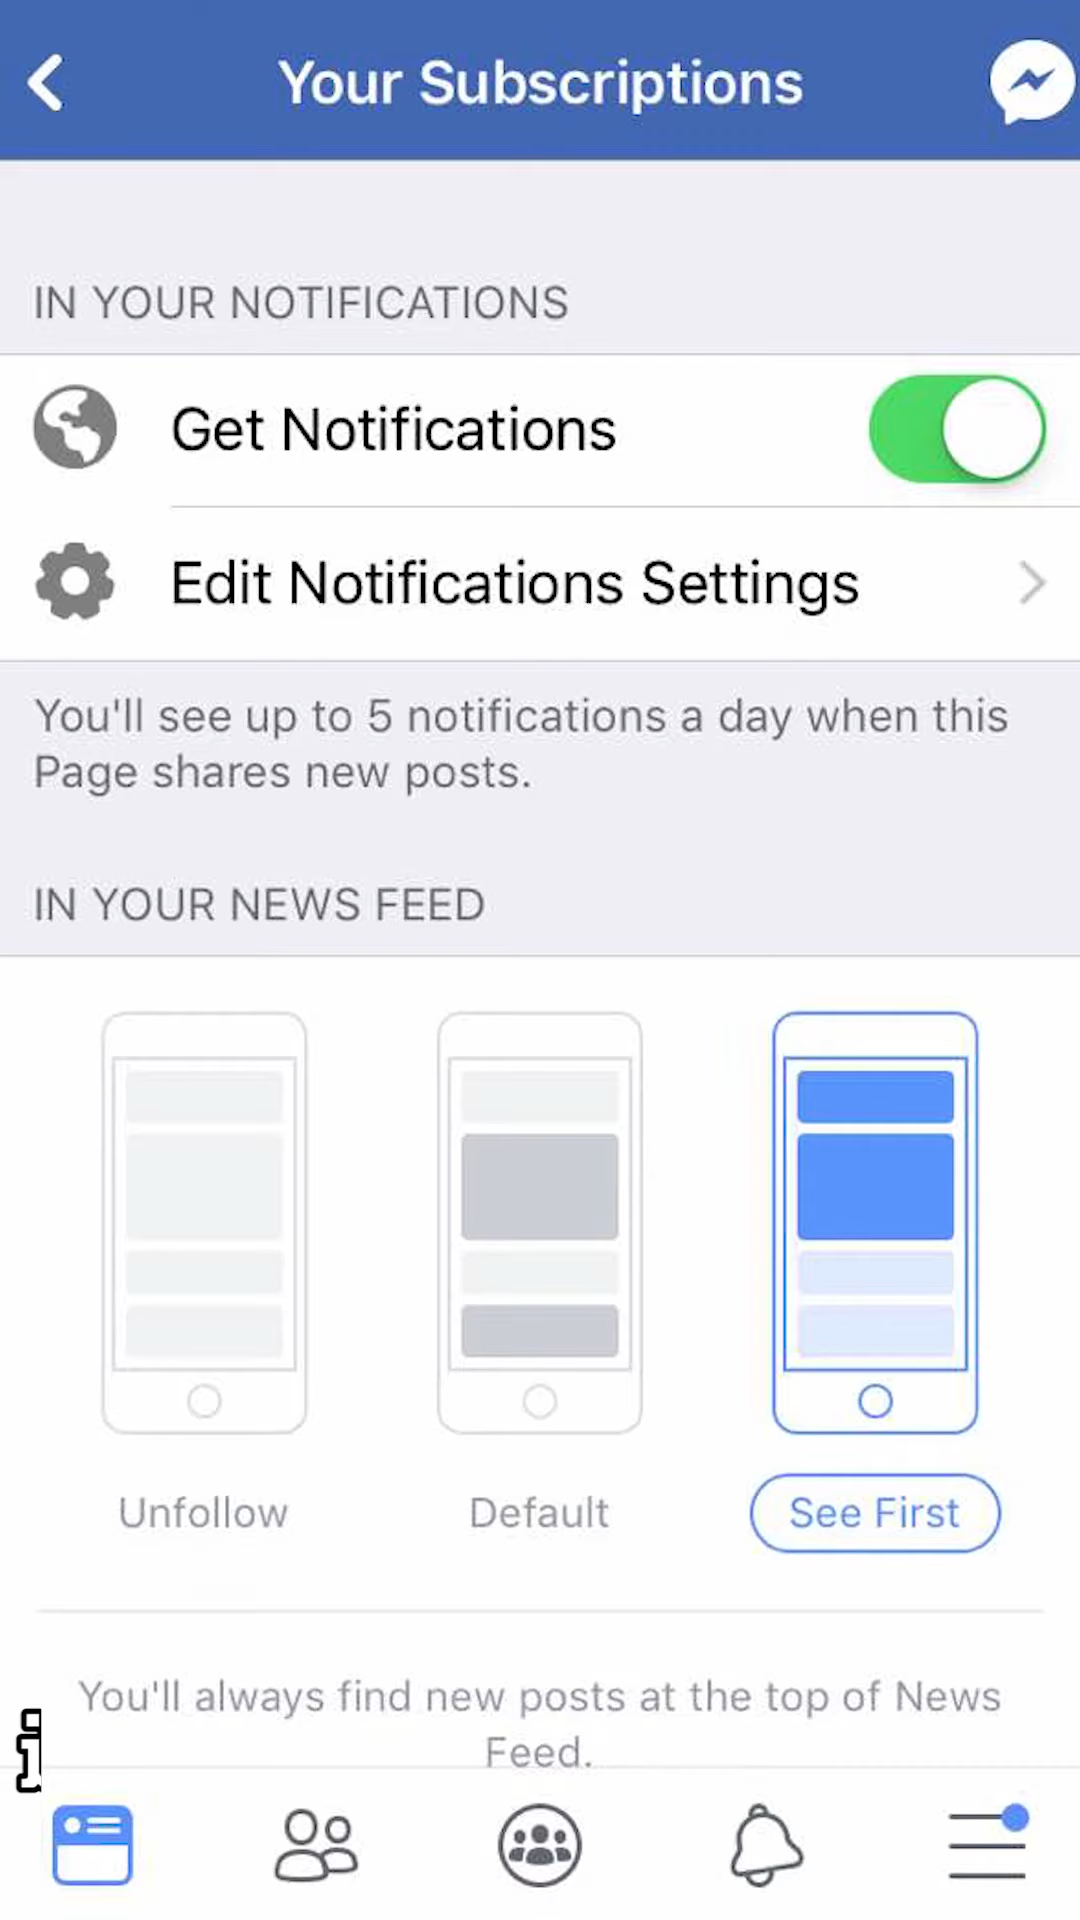 Your Subscriptions
IN YOUR NOTIFICATIONS
Get Notifications
Edit Notifications Settings
You'll see up to 5 notifications a day when this
Page shares new posts.
IN YOUR NEWS FEED
Unfollow
Default
See First
You'll always find new posts at the top of News
Feed.
i